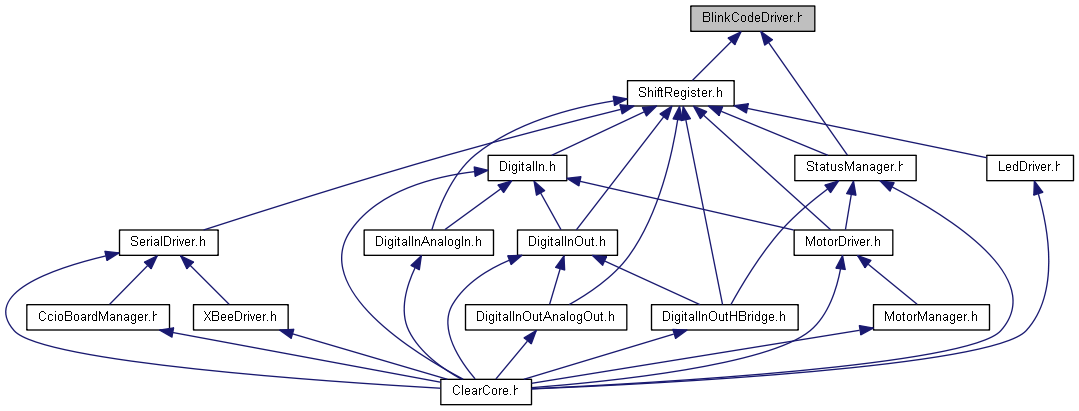 BlinkCodeDriver.h
ShiftRegister.h
DigitalIn.h
StatusManager.h
LedDriver.h
SerialDriver.h
DigitalInAnalogIn.h
DigitalInOut.h
MotorDriver.h
CcioBoardManager.h
XBeeDriver.h
DigitalInOutAnalogOut.h
DigitalInOutHBridge.h
MotorManager.h
ClearCore.h